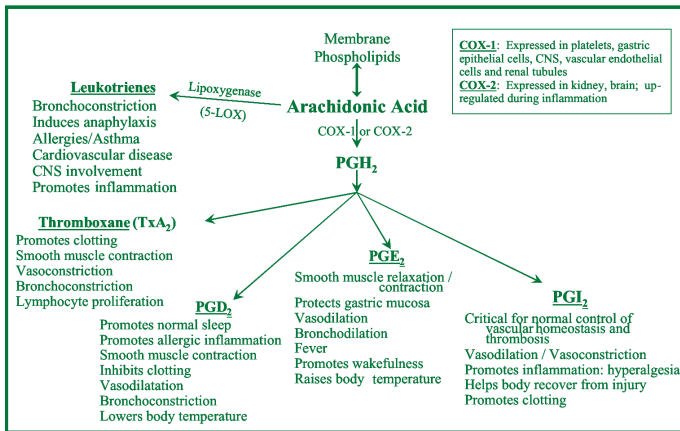 Membrane
Phospholipids
COX-1: Expressed in platelets, gastric
epithelial cells, CNS, vascular endothelial
cells and renal tubules
COX-2: Expressed in kidney, brain; up-
regulated during inflammation
Leukotrienes
Bronchoconstriction
Induces anaphylaxis
Allergies/Asthma
Cardiovascular disease
CNS involvement
Promotes inflammation
Lipoxygenase
(5-LOX)
Arachidonic Acid
COX-1 or COX-2
PGH₂
Thromboxane (TxA₂)
Promotes clotting
Smooth muscle contraction
Vasoconstriction
Bronchoconstriction
Lymphocyte proliferation
PGD₂
Promotes normal sleep
Promotes allergic inflammation
Smooth muscle contraction
Inhibits clotting
Vasodilatation
Bronchoconstriction
Lowers body temperature
PGE₂
Smooth muscle relaxation /
contraction
Protects gastric mucosa
Vasodilation
Bronchodilation
Fever
Promotes wakefulness
Raises body temperature
PGI₂
Critical for normal control of
vascular homeostasis and
thrombosis
Vasodilation / Vasoconstriction
Promotes inflammation: hyperalgesia
Helps body recover from injury
Promotes clotting